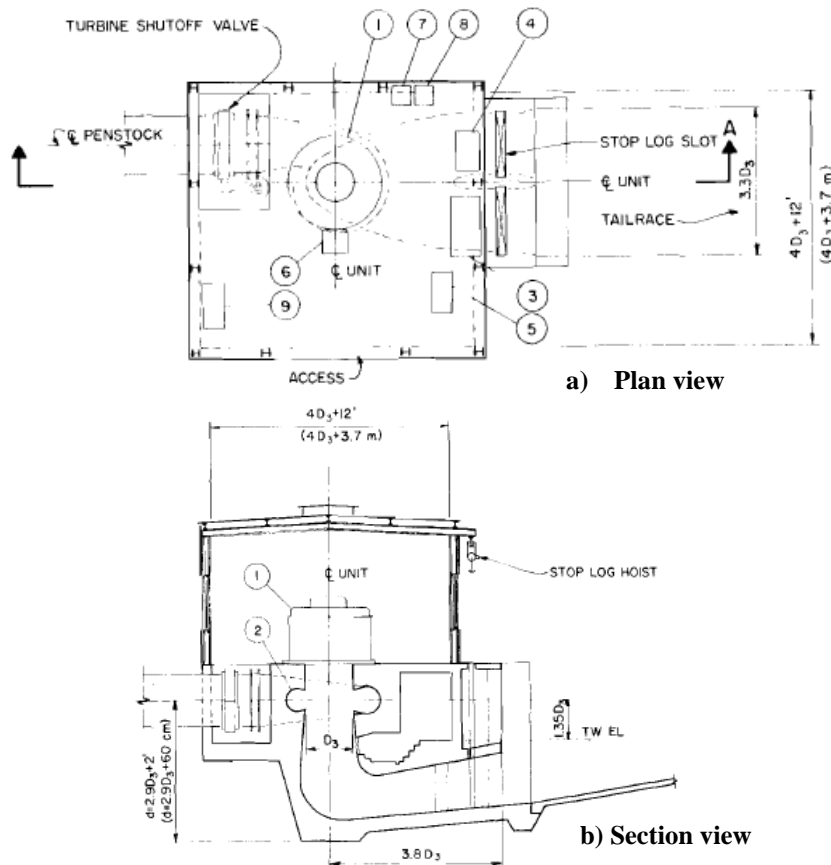 TURBINE SHUTOFF VALVE
1
7
8
4
℄ PENSTOCK
STOP LOG SLOT
A
℄ UNIT
TAILRACE
3.3D₃
4D₃+12'
(4D₃+3.7 m)
6
℄ UNIT
9
3
5
ACCESS
a) Plan view
4D₃+12'
(4D₃+3.7 m)
℄ UNIT
STOP LOG HOIST
1
2
D₃
1.35D₃
TW EL
d=2.9D₃+2'
(d=2.9D₃+60 cm)
3.8D₃
b) Section view